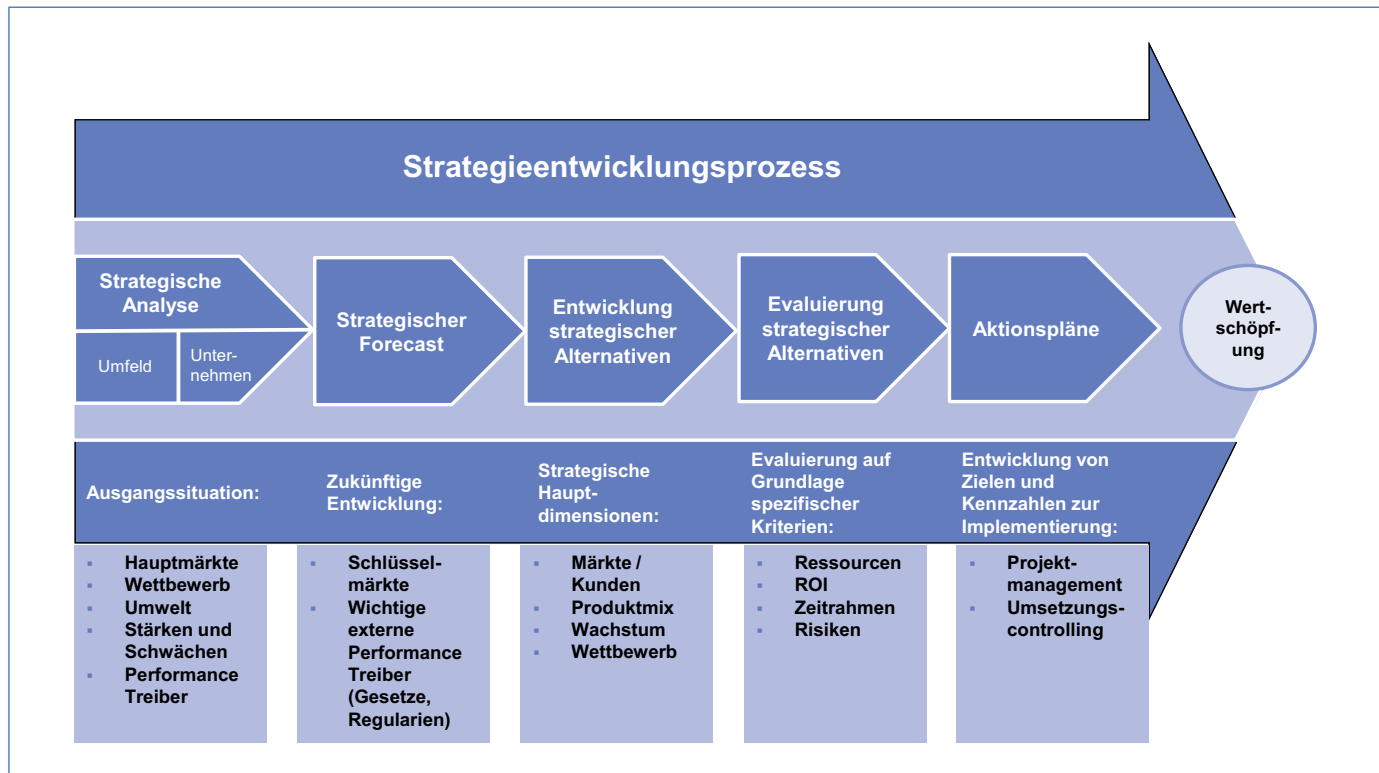 Strategieentwicklungsprozess
Strategische
Analyse
Umfeld
Unter-
nehmen
Strategischer
Forecast
Entwicklung
strategischer
Alternativen
Evaluierung
strategischer
Alternativen
Aktionspläne
Wert-
schöpf-
ung
Ausgangssituation:
Zukünftige
Entwicklung:
Strategische
Haupt-
dimensionen:
Evaluierung auf
Grundlage
spezifischer
Kriterien:
Entwicklung von
Zielen und
Kennzahlen zur
Implementierung:
▪ Hauptmärkte
▪ Wettbewerb
▪ Umwelt
▪ Stärken und
Schwächen
▪ Performance
Treiber
▪ Schlüssel-
märkte
▪ Wichtige
externe
Performance
Treiber
(Gesetze,
Regularien)
▪ Märkte /
Kunden
▪ Produktmix
▪ Wachstum
▪ Wettbewerb
▪ Ressourcen
▪ ROI
▪ Zeitrahmen
▪ Risiken
▪ Projekt-
management
▪ Umsetzungs-
controlling